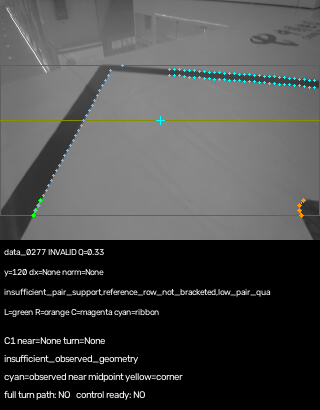 data_0277 INVALID Q=0.33
y=120 dx=None norm=None
insufficient_pair_support,reference_row_not_bracketed,low_pair_qua
L=green R=orange C=magenta cyan=ribbon
C1 near=None turn=None
insufficient_observed_geometry
cyan=observed near midpoint yellow=corner
full turn path: NO control ready: NO